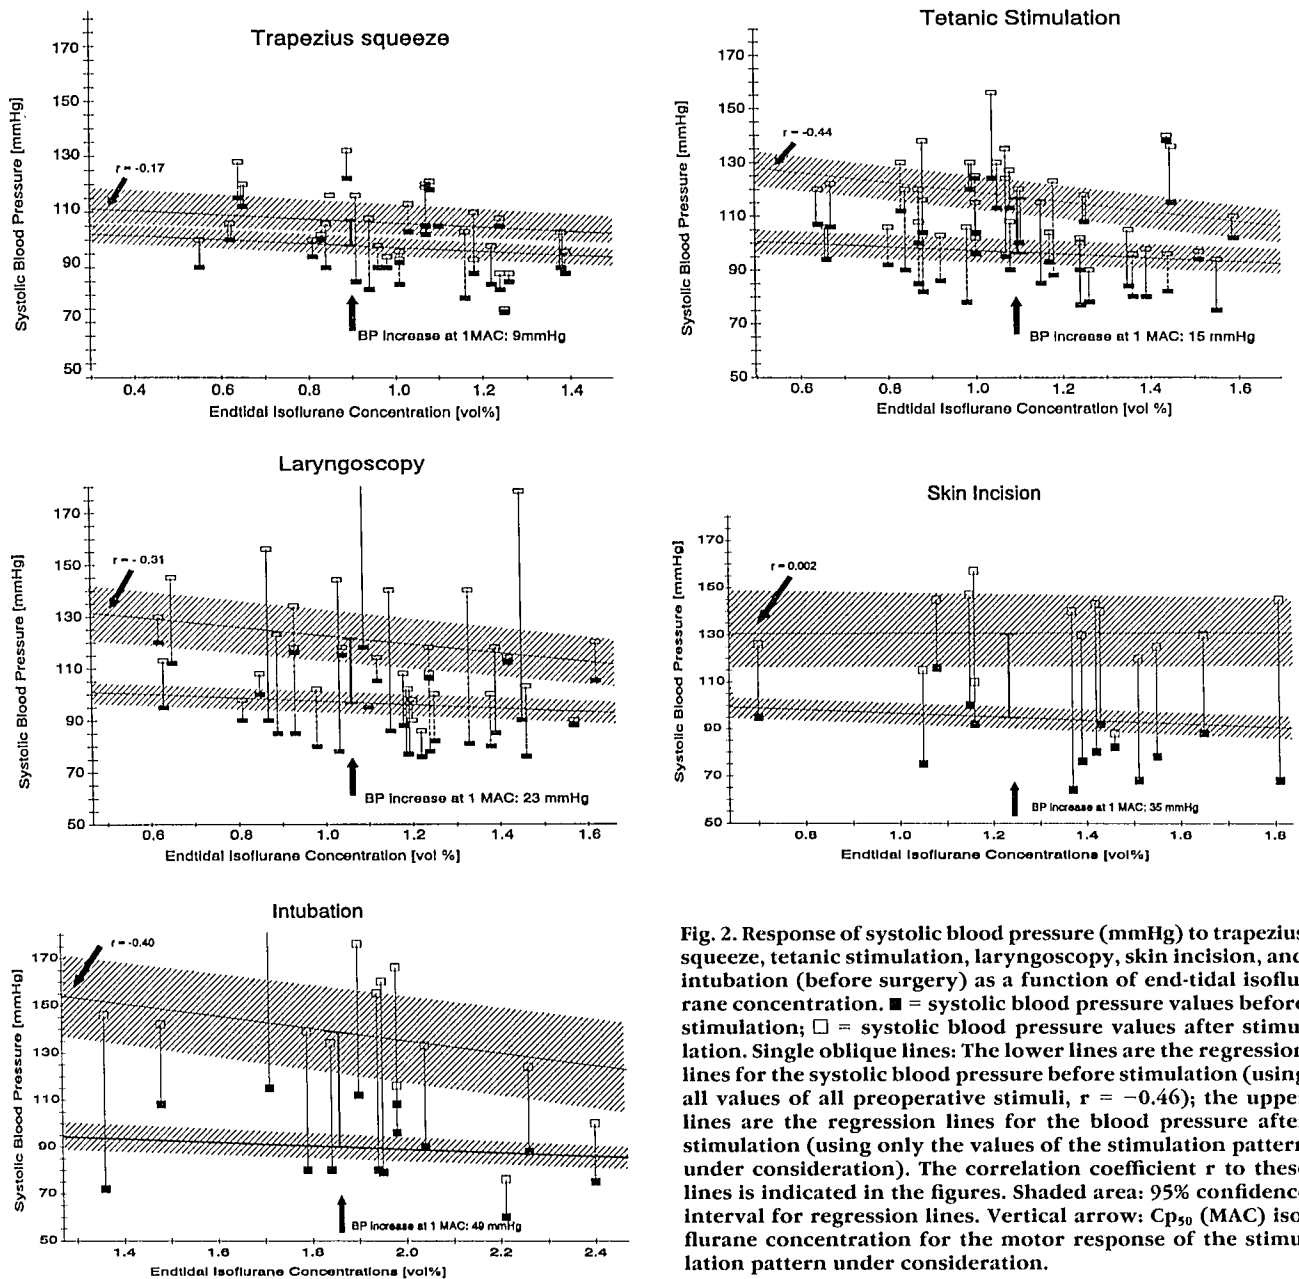 Trapezius squeeze
Systolic Blood Pressure [mmHg]
170
150
130
110
90
70
50
r = -0.17
BP Increase at 1MAC: 9mmHg
0.4 0.6 0.8 1.0 1.2 1.4
Endtidal Isoflurane Concentration [vol%]
Tetanic Stimulation
Systolic Blood Pressure [mmHg]
170
150
130
110
90
70
50
r = -0.44
BP Increase at 1 MAC: 15 mmHg
0.6 0.8 1.0 1.2 1.4 1.6
Endtidal Isoflurane Concentration [vol %]
Laryngoscopy
Systolic Blood Pressure [mmHg]
170
150
130
110
90
70
50
r = - 0.31
BP Increase at 1 MAC: 23 mmHg
0.6 0.8 1.0 1.2 1.4 1.6
Endtidal Isoflurane Concentration [vol %]
Skin Incision
Systolic Blood Pressure [mmHg]
170
150
130
110
90
70
50
r = 0.002
BP Increase at 1 MAC: 35 mmHg
0.8 1.0 1.2 1.4 1.6 1.8
Endtidal Isoflurane Concentrations [vol%]
Intubation
Systolic Blood Pressure [mmHg]
170
150
130
110
90
70
50
r = -0.40
BP Increase at 1 MAC: 49 mmHg
1.4 1.6 1.8 2.0 2.2 2.4
Endtidal Isoflurane Concentrations [vol%]
Fig. 2. Response of systolic blood pressure (mmHg) to trapezius
squeeze, tetanic stimulation, laryngoscopy, skin incision, and
intubation (before surgery) as a function of end-tidal isoflu
rane concentration. ■ = systolic blood pressure values before
stimulation; □ = systolic blood pressure values after stimu
lation. Single oblique lines: The lower lines are the regression
lines for the systolic blood pressure before stimulation (using
all values of all preoperative stimuli, r = −0.46); the uppe
lines are the regression lines for the blood pressure afte
stimulation (using only the values of the stimulation pattern
under consideration). The correlation coefficient r to these
lines is indicated in the figures. Shaded area: 95% confidenc
interval for regression lines. Vertical arrow: Cp₅₀ (MAC) iso
flurane concentration for the motor response of the stimu
lation pattern under consideration.